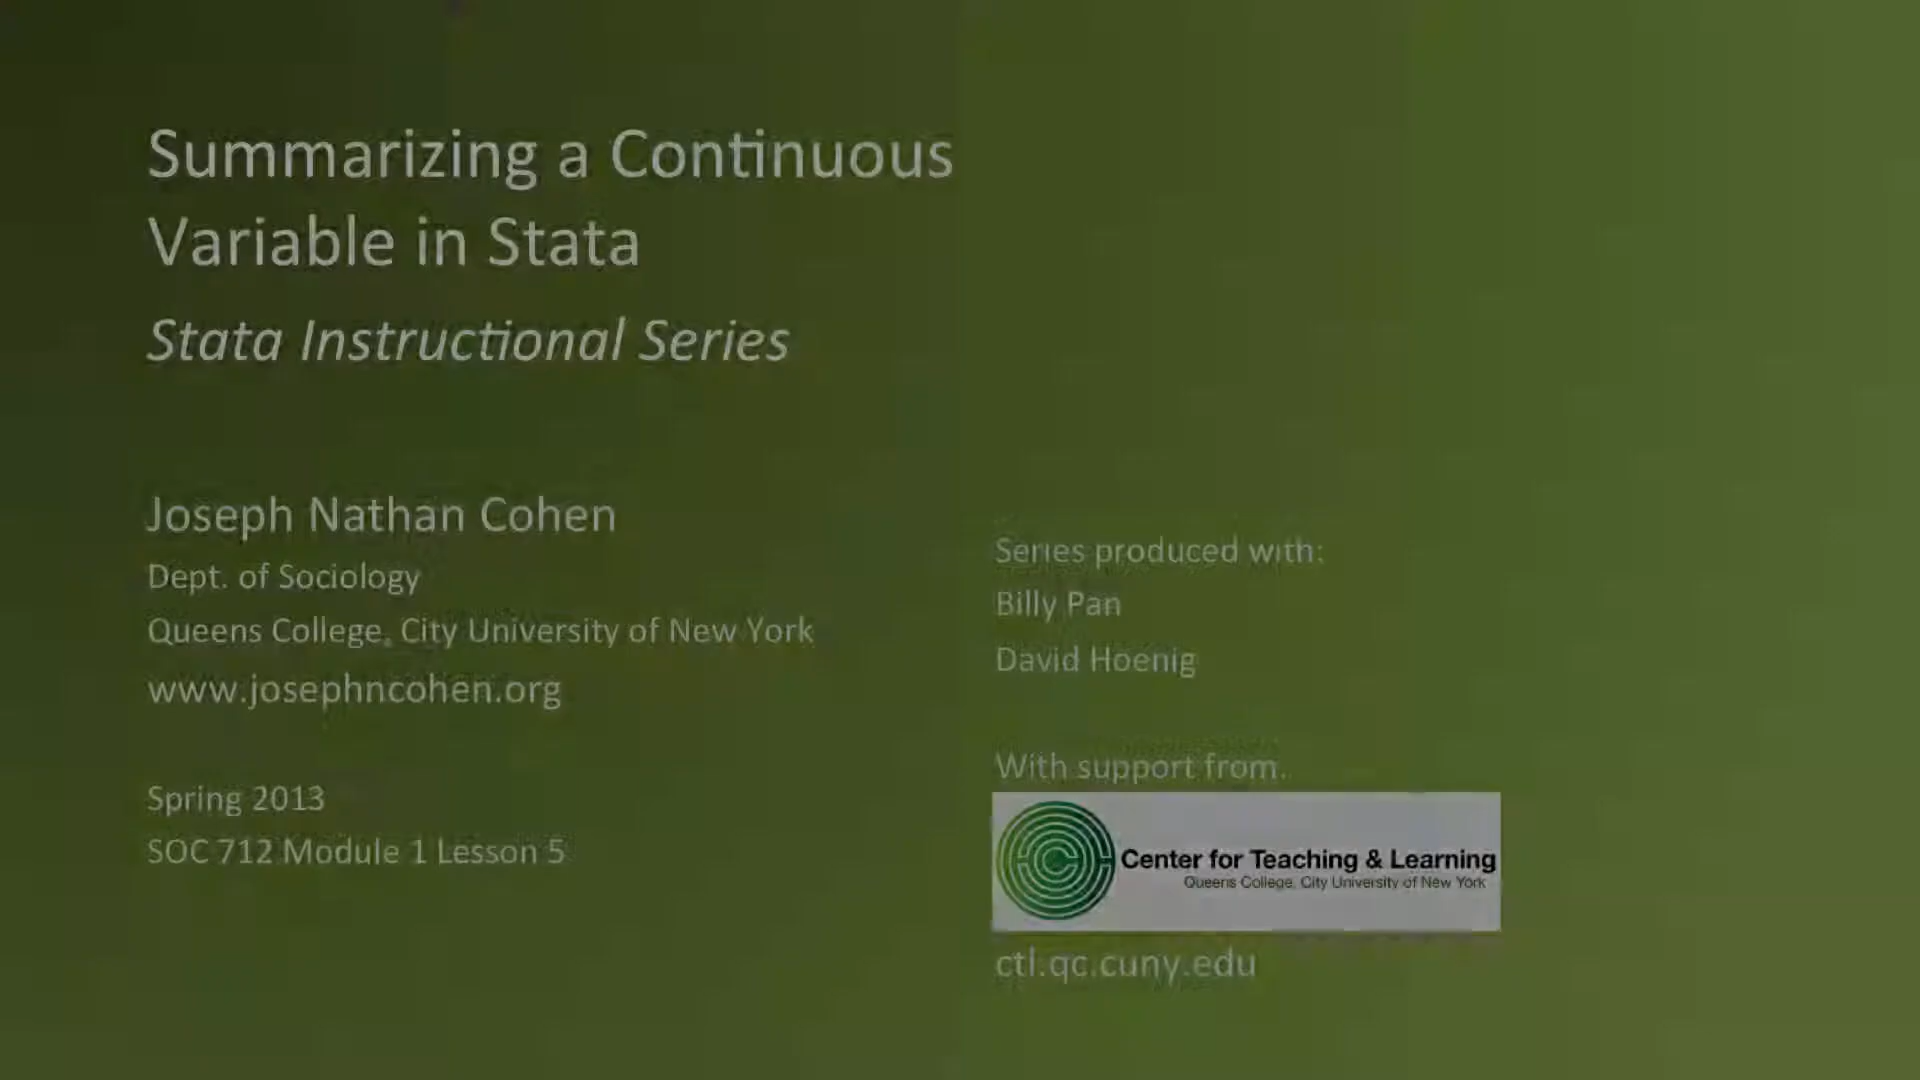 Summarizing a Continuous
Variable in Stata
Stata Instructional Series
Joseph Nathan Cohen
Dept. of Sociology
Queens College, City University of New York
www.josephncohen.org
Spring 2013
SOC 712 Module 1 Lesson 5
Series produced with:
Billy Pan
David Hoenig
With support from:
Center for Teaching & Learning
Queens College, City University of New York
ctl.qc.cuny.edu